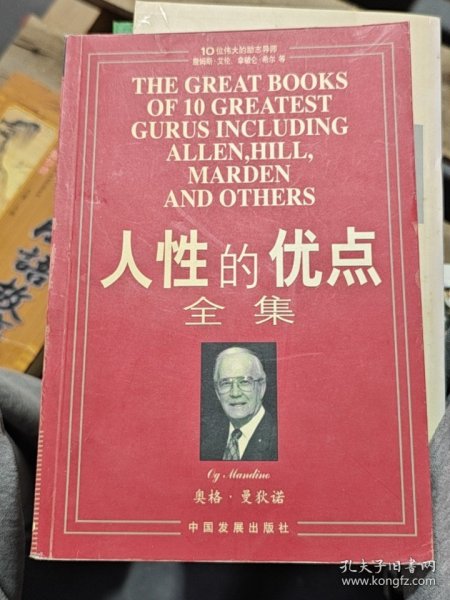 10位伟大的励志导师
詹姆斯·艾伦、拿破仑·希尔 等
THE GREAT BOOKS
OF 10 GREATEST
GURUS INCLUDING
ALLEN,HILL,
MARDEN
AND OTHERS
人性的优点
全集
Og Mandino
奥格·曼狄诺
中国发展出版社
孔夫子旧书网
www.kongfz.com